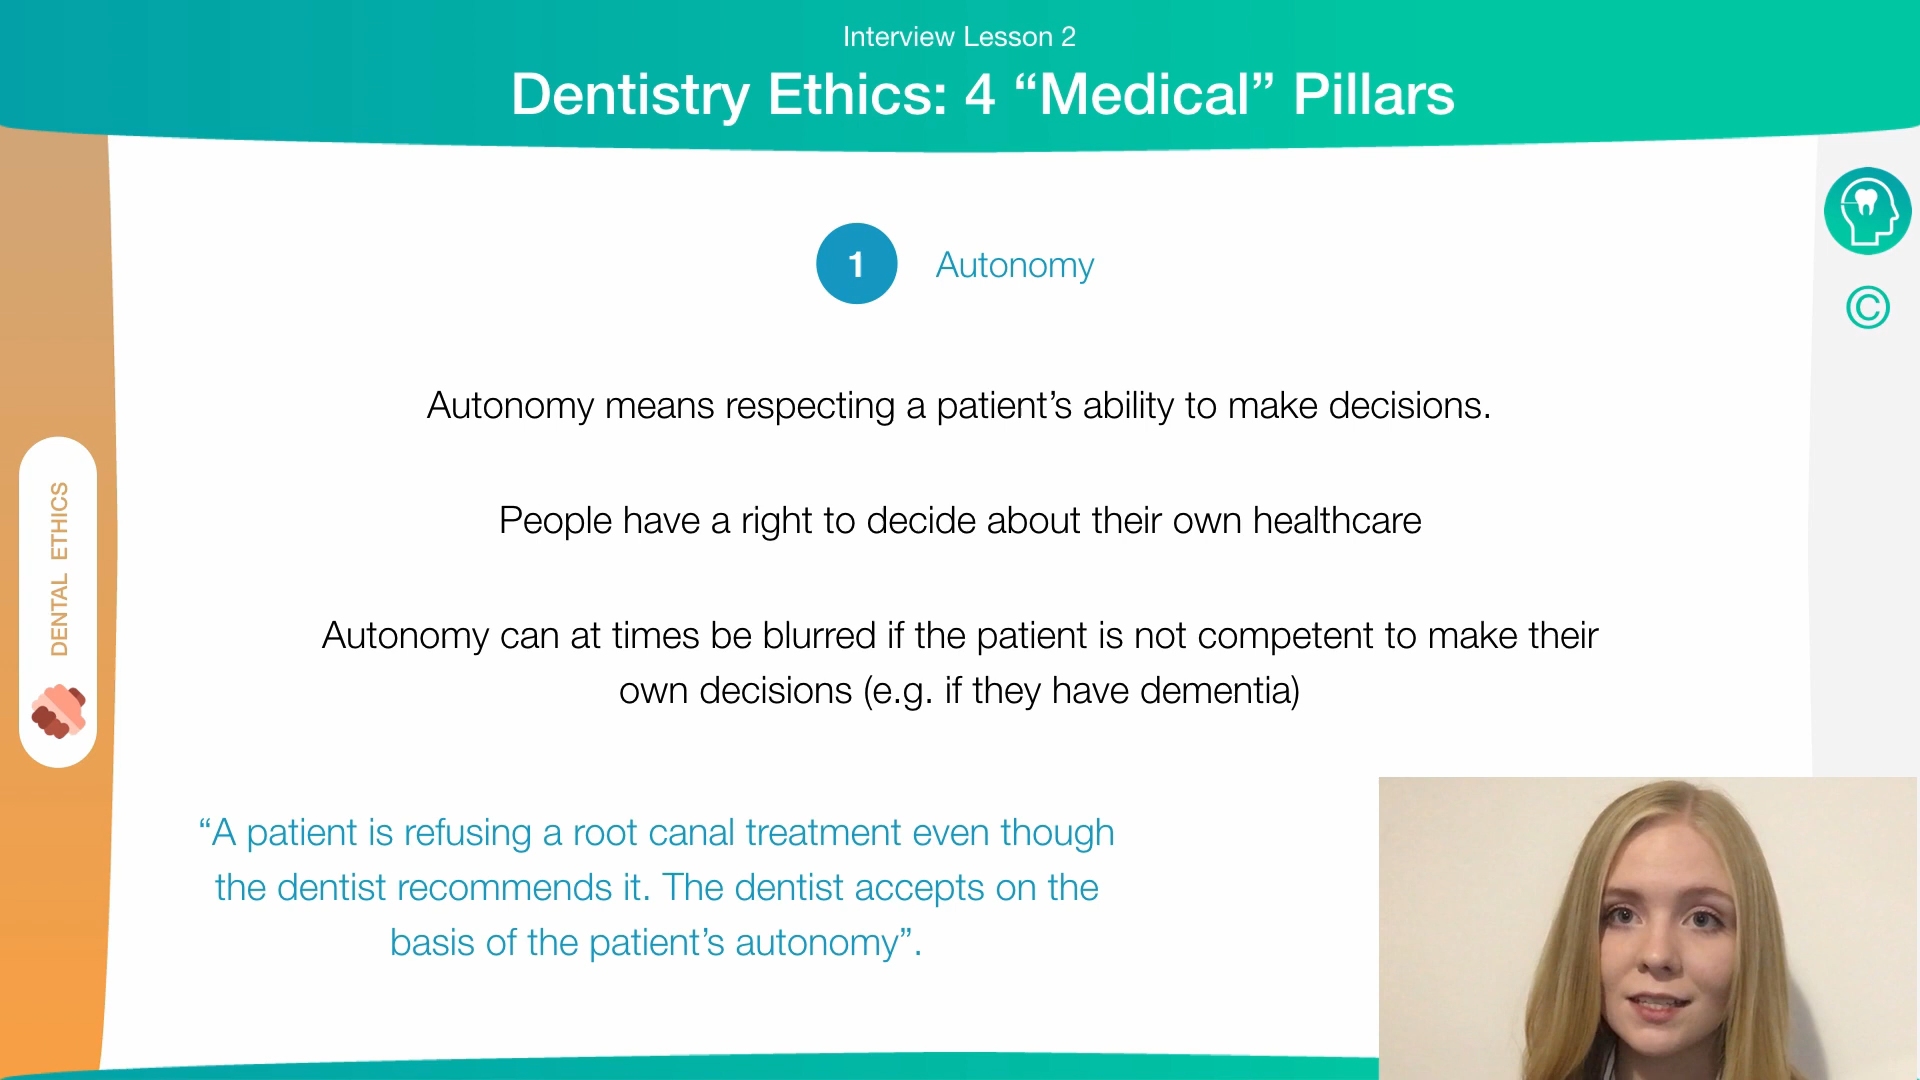 Interview Lesson 2
Dentistry Ethics: 4 “Medical” Pillars
1 Autonomy
Autonomy means respecting a patient’s ability to make decisions.
People have a right to decide about their own healthcare
Autonomy can at times be blurred if the patient is not competent to make their
own decisions (e.g. if they have dementia)
“A patient is refusing a root canal treatment even though
the dentist recommends it. The dentist accepts on the
basis of the patient’s autonomy”.
DENTAL ETHICS
©